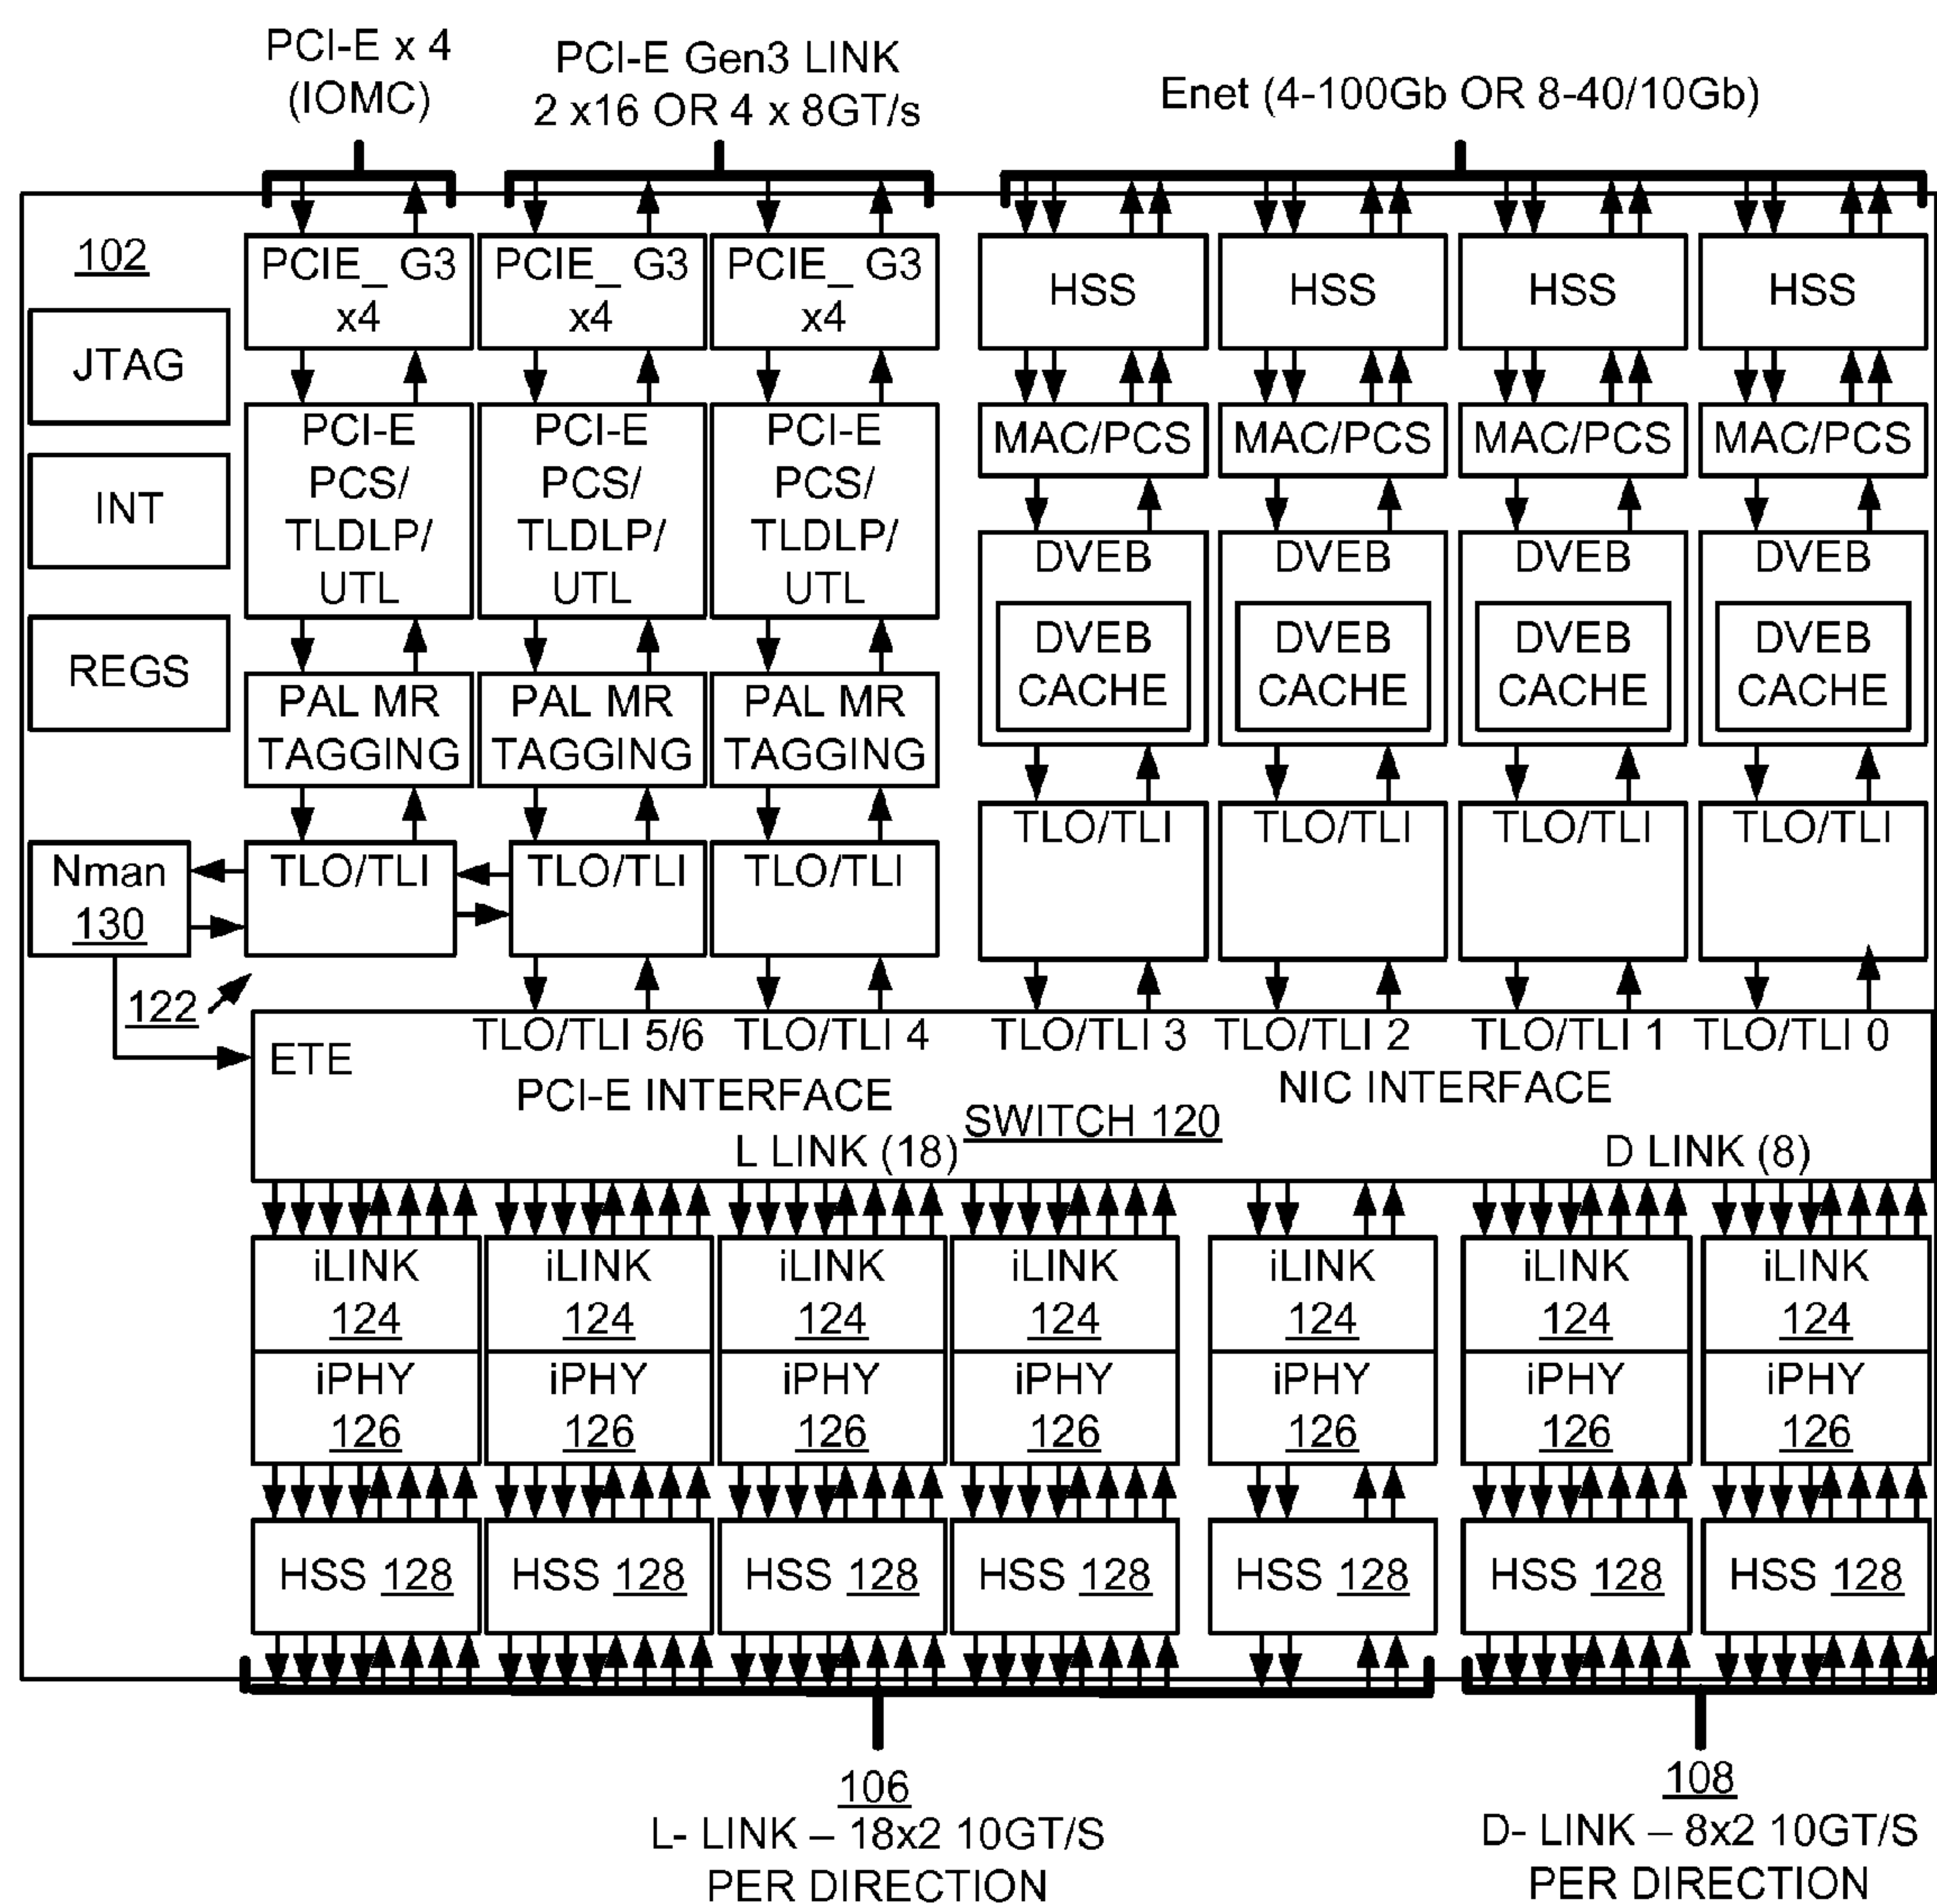 PCI-E x 4
(IOMC)
PCI-E Gen3 LINK
2 x16 OR 4 x 8GT/s
Enet (4-100Gb OR 8-40/10Gb)
102
JTAG
INT
REGS
PCIE_ G3
x4
PCIE_ G3
x4
PCIE_ G3
x4
HSS
HSS
HSS
HSS
PCI-E
PCS/
TLDLP/
UTL
PCI-E
PCS/
TLDLP/
UTL
PCI-E
PCS/
TLDLP/
UTL
MAC/PCS
MAC/PCS
MAC/PCS
MAC/PCS
DVEB
DVEB
CACHE
DVEB
DVEB
CACHE
DVEB
DVEB
CACHE
DVEB
DVEB
CACHE
PAL MR
TAGGING
PAL MR
TAGGING
PAL MR
TAGGING
Nman
130
TLO/TLI
TLO/TLI
TLO/TLI
TLO/TLI
TLO/TLI
TLO/TLI
TLO/TLI
122
ETE
TLO/TLI 5/6
TLO/TLI 4
TLO/TLI 3
TLO/TLI 2
TLO/TLI 1
TLO/TLI 0
PCI-E INTERFACE
NIC INTERFACE
SWITCH 120
L LINK (18)
D LINK (8)
iLINK
124
iPHY
126
iLINK
124
iPHY
126
iLINK
124
iPHY
126
iLINK
124
iPHY
126
iLINK
124
iPHY
126
iLINK
124
iPHY
126
iLINK
124
iPHY
126
HSS 128
HSS 128
HSS 128
HSS 128
HSS 128
HSS 128
HSS 128
106
L- LINK – 18x2 10GT/S
PER DIRECTION
108
D- LINK – 8x2 10GT/S
PER DIRECTION